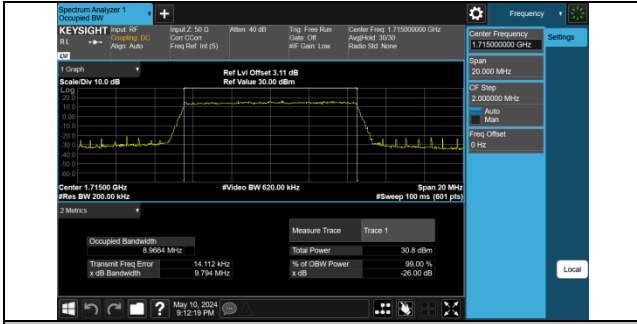 Spectrum Analyzer 1
Occupied BW
Frequency
KEYSIGHT Input: RF
Coupling: DC
Align: Auto
RL
Input Z: 50 Ω
Corr CCorr
Freq Ref: Int (S)
Atten: 40 dB
Trig: Free Run
Gate: Off
#IF Gain: Low
Center Freq: 1.715000000 GHz
Avg|Hold: 30/30
Radio Std: None
Center Frequency
1.715000000 GHz
Settings
Span
20.000 MHz
CF Step
2.000000 MHz
Auto
Man
Freq Offset
0 Hz
Local
1 Graph
Scale/Div 10.0 dB
Ref Lvl Offset 3.11 dB
Ref Value 30.00 dBm
Log
20.0
10.0
0.00
-10.0
-20.0
-30.0
-40.0
-50.0
-60.0
Center 1.71500 GHz
#Res BW 200.00 kHz
#Video BW 620.00 kHz
Span 20 MHz
#Sweep 100 ms (601 pts)
2 Metrics
Measure Trace
Trace 1
Occupied Bandwidth
8.9664 MHz
Total Power
30.8 dBm
Transmit Freq Error
14.112 kHz
% of OBW Power
99.00 %
x dB Bandwidth
9.794 MHz
x dB
-26.00 dB
May 10, 2024
9:12:19 PM